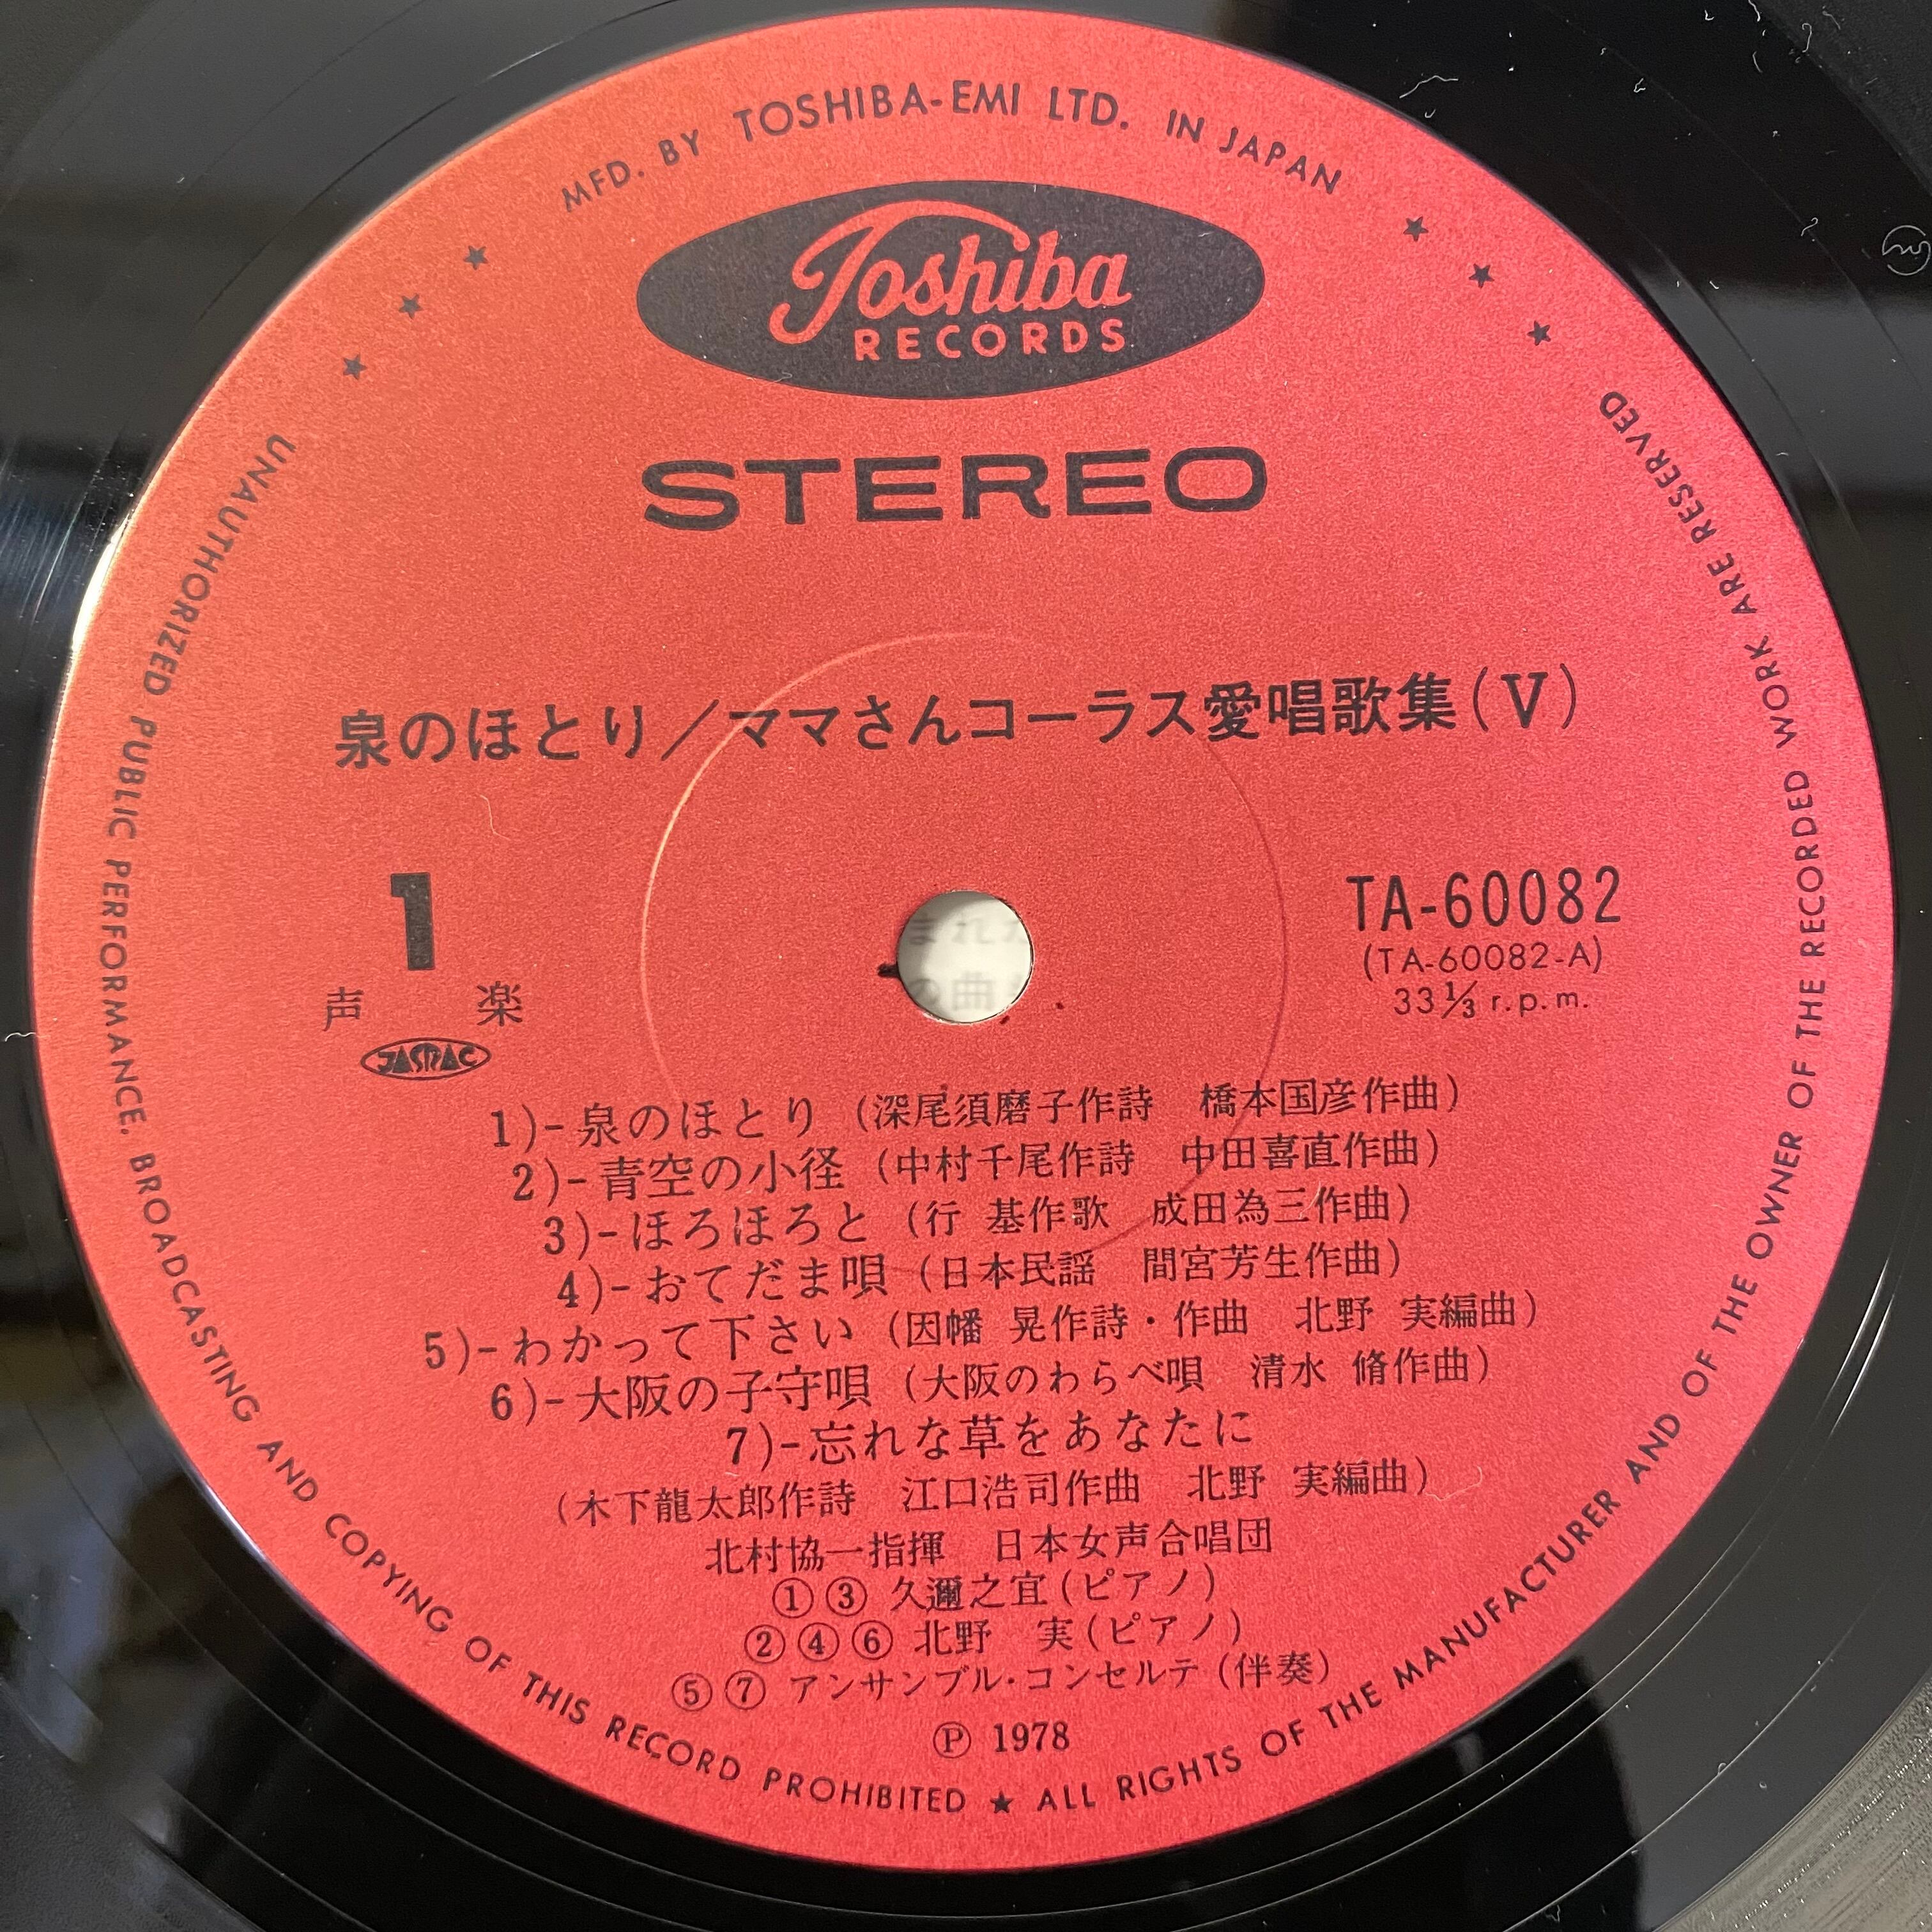 MFD. BY TOSHIBA-EMI LTD. IN JAPAN
Toshiba
RECORDS
STEREO
泉のほとり／ママさんコーラス愛唱歌集(V)
1
声 楽
JASRAC
TA-60082
(TA-60082-A)
33⅓ r.p.m.
1)-泉のほとり (深尾須磨子作詩 橋本国彦作曲)
2)-青空の小径 (中村千尾作詩 中田喜直作曲)
3)-ほろほろと (行 基作歌 成田為三作曲)
4)-おてだま唄 (日本民謡 間宮芳生作曲)
5)-わかって下さい (因幡 晃作詩・作曲 北野 実編曲)
6)-大阪の子守唄 (大阪のわらべ唄 清水 脩作曲)
7)-忘れな草をあなたに
(木下龍太郎作詩 江口浩司作曲 北野 実編曲)
北村協一指揮 日本女声合唱団
①③ 久邇之宜(ピアノ)
②④⑥ 北野 実(ピアノ)
⑤⑦ アンサンブル・コンセルテ(伴奏)
Ⓟ 1978
UNAUTHORIZED PUBLIC PERFORMANCE, BROADCASTING AND COPYING OF THIS RECORD PROHIBITED ★ ALL RIGHTS OF THE MANUFACTURER AND OF THE OWNER OF THE RECORDED WORK ARE RESERVED